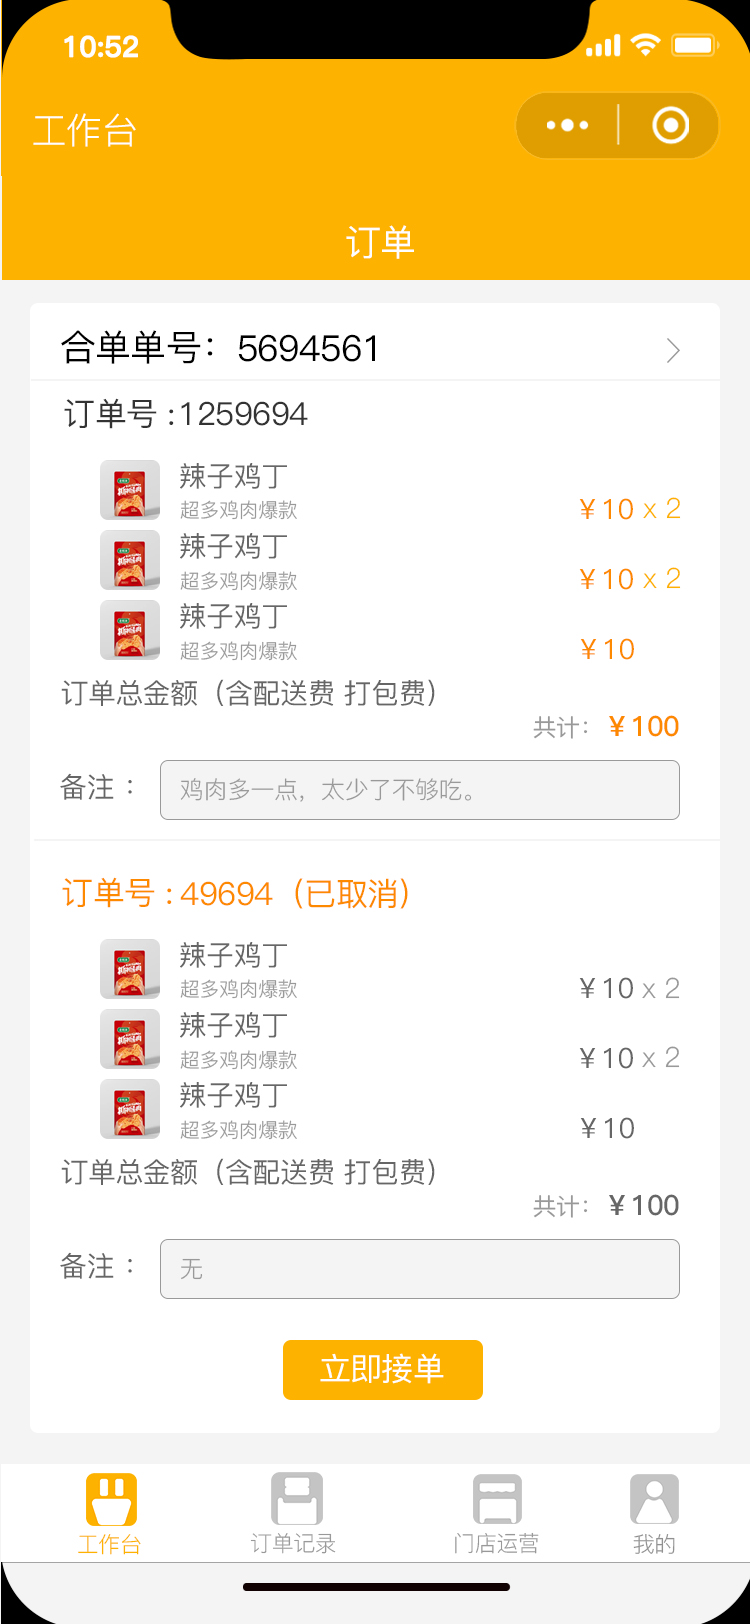 10:52
工作台
订单
合单单号：5694561
订单号 :1259694
辣子鸡丁
超多鸡肉爆款
¥10 x 2
辣子鸡丁
超多鸡肉爆款
¥10 x 2
辣子鸡丁
超多鸡肉爆款
¥10
订单总金额（含配送费 打包费）
共计： ¥100
备注 ： 鸡肉多一点，太少了不够吃。
订单号 : 49694（已取消）
辣子鸡丁
超多鸡肉爆款
¥10 x 2
辣子鸡丁
超多鸡肉爆款
¥10 x 2
辣子鸡丁
超多鸡肉爆款
¥10
订单总金额（含配送费 打包费）
共计： ¥100
备注 ： 无
立即接单
工作台 订单记录 门店运营 我的